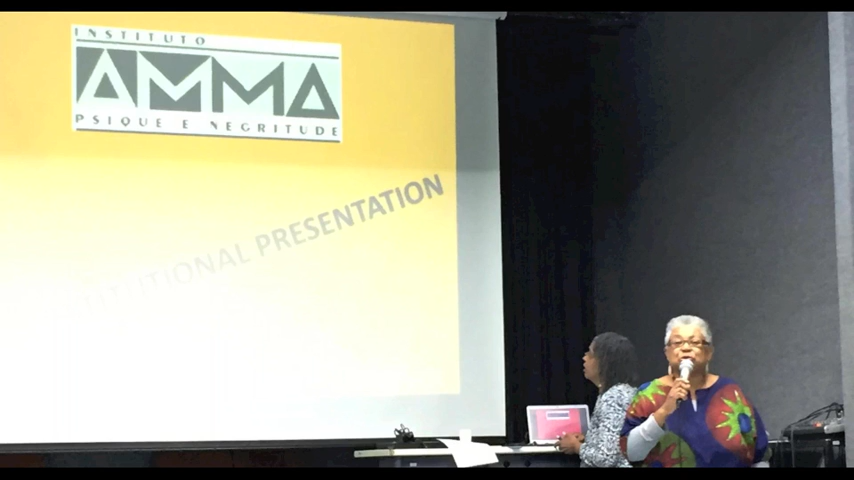 INSTITUTO
AMMA
PSIQUE E NEGRITUDE
PRESENTATION